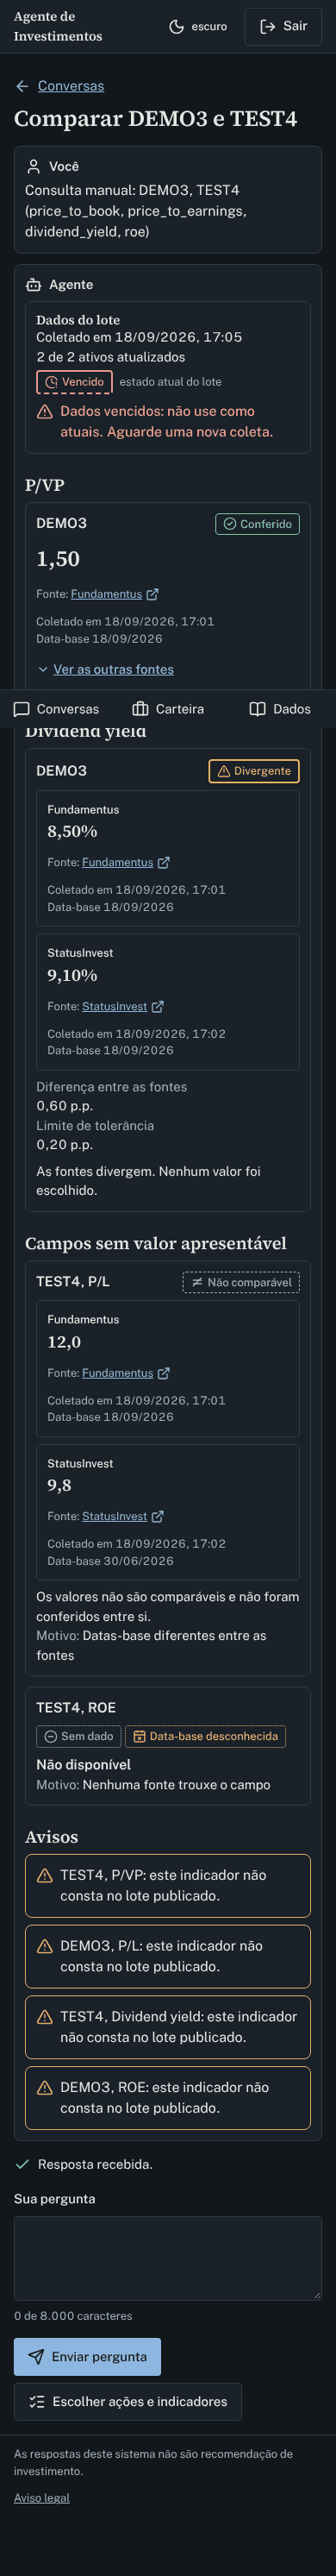 Agente de
Investimentos
escuro
Sair
Conversas
Comparar DEMO3 e TEST4
Você
Consulta manual: DEMO3, TEST4
(price_to_book, price_to_earnings,
dividend_yield, roe)
Agente
Dados do lote
Coletado em 18/09/2026, 17:05
2 de 2 ativos atualizados
Vencido
estado atual do lote
Dados vencidos: não use como
atuais. Aguarde uma nova coleta.
P/VP
DEMO3
Conferido
1,50
Fonte: Fundamentus
Coletado em 18/09/2026, 17:01
Data-base 18/09/2026
Ver as outras fontes
Conversas
Carteira
Dados
Dividend yield
DEMO3
Divergente
Fundamentus
8,50%
Fonte: Fundamentus
Coletado em 18/09/2026, 17:01
Data-base 18/09/2026
StatusInvest
9,10%
Fonte: StatusInvest
Coletado em 18/09/2026, 17:02
Data-base 18/09/2026
Diferença entre as fontes
0,60 p.p.
Limite de tolerância
0,20 p.p.
As fontes divergem. Nenhum valor foi
escolhido.
Campos sem valor apresentável
TEST4, P/L
Não comparável
Fundamentus
12,0
Fonte: Fundamentus
Coletado em 18/09/2026, 17:01
Data-base 18/09/2026
StatusInvest
9,8
Fonte: StatusInvest
Coletado em 18/09/2026, 17:02
Data-base 30/06/2026
Os valores não são comparáveis e não foram
conferidos entre si.
Motivo: Datas-base diferentes entre as
fontes
TEST4, ROE
Sem dado
Data-base desconhecida
Não disponível
Motivo: Nenhuma fonte trouxe o campo
Avisos
TEST4, P/VP: este indicador não
consta no lote publicado.
DEMO3, P/L: este indicador não
consta no lote publicado.
TEST4, Dividend yield: este indicador
não consta no lote publicado.
DEMO3, ROE: este indicador não
consta no lote publicado.
Resposta recebida.
Sua pergunta
0 de 8.000 caracteres
Enviar pergunta
Escolher ações e indicadores
As respostas deste sistema não são recomendação de
investimento.
Aviso legal